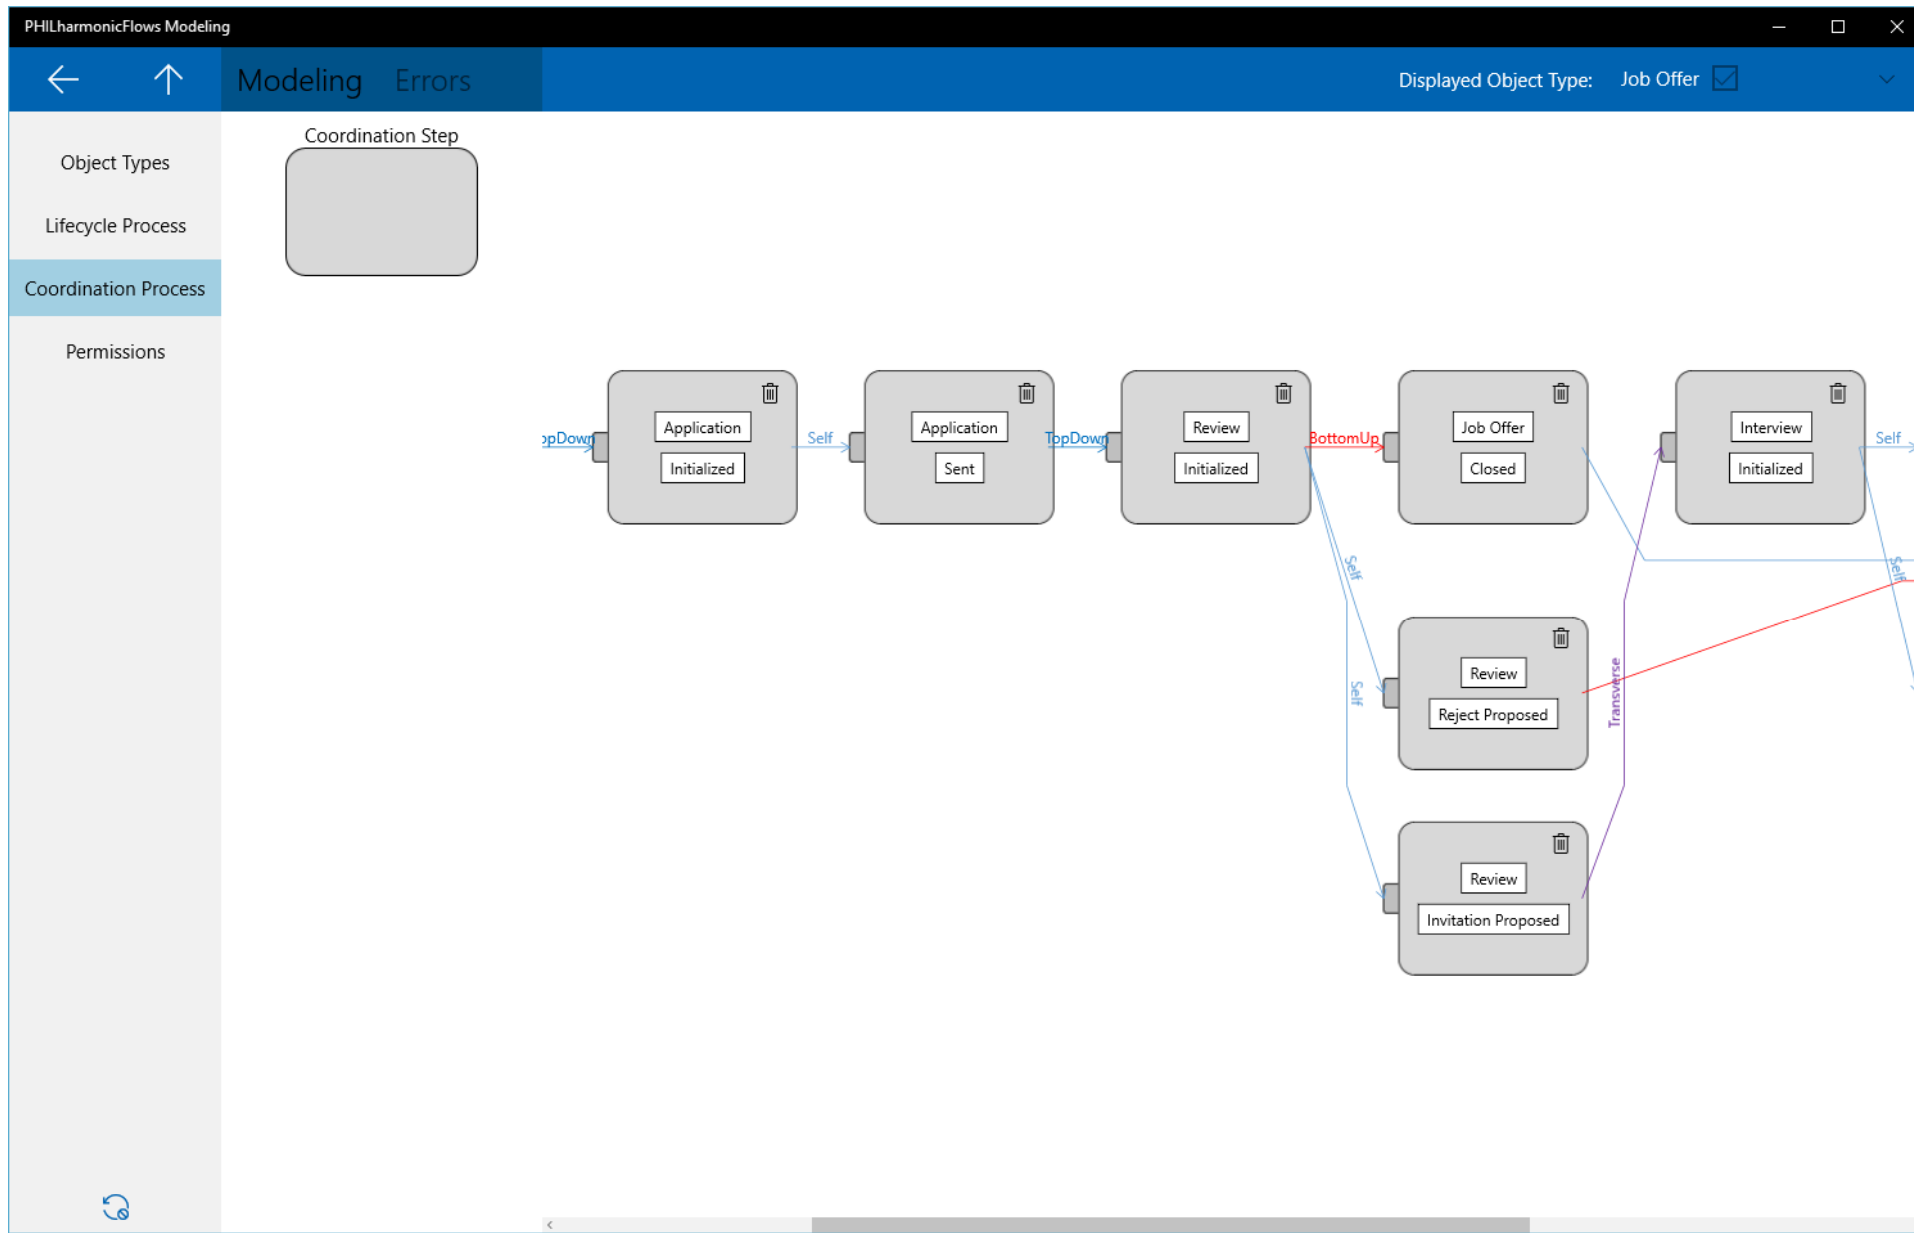 PHILharmonicFlows Modeling
Modeling Errors
Displayed Object Type: Job Offer
Object Types
Lifecycle Process
Coordination Process
Permissions
Coordination Step
opDown
Application
Initialized
Self
Application
Sent
TopDown
Review
Initialized
BottomUp
Job Offer
Closed
Interview
Initialized
Self
Self
Self
Review
Reject Proposed
Self
Transverse
Review
Invitation Proposed